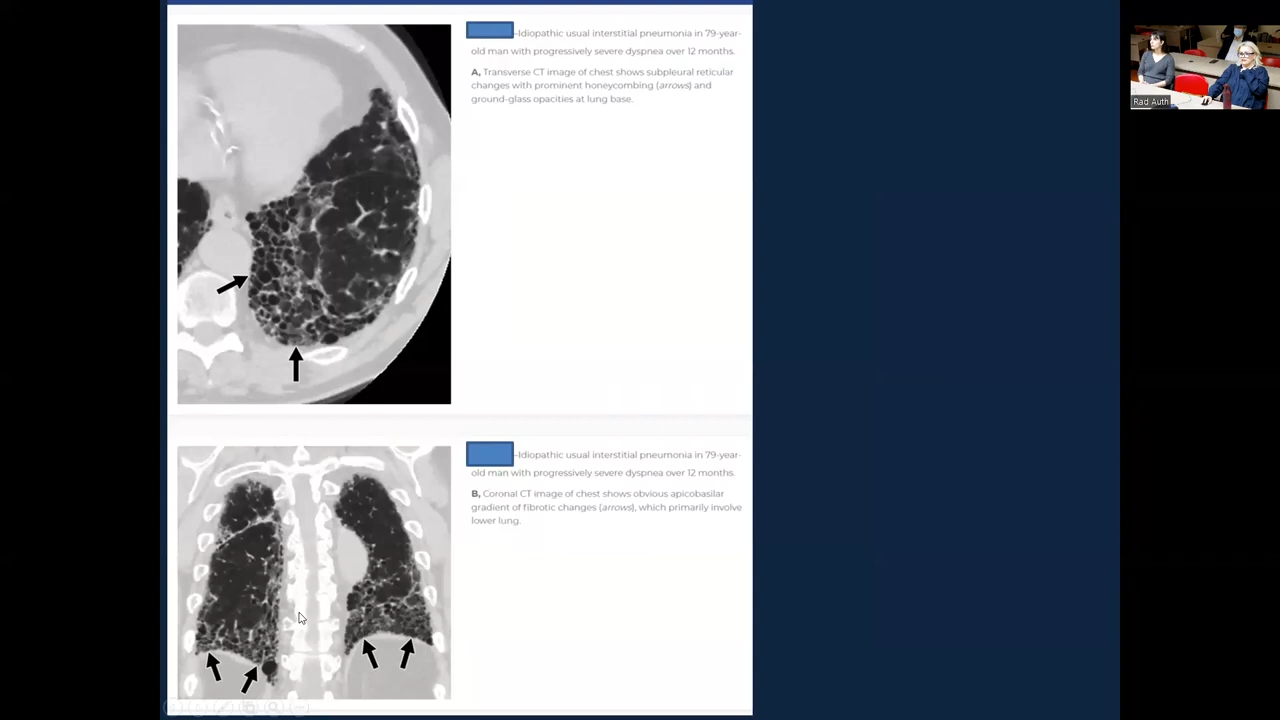 -Idiopathic usual interstitial pneumonia in 79-year-
old man with progressively severe dyspnea over 12 months.
A, Transverse CT image of chest shows subpleural reticular
changes with prominent honeycombing (arrows) and
ground-glass opacities at lung base.
Rad Auth
-Idiopathic usual interstitial pneumonia in 79-year-
old man with progressively severe dyspnea over 12 months.
B, Coronal CT image of chest shows obvious apicobasilar
gradient of fibrotic changes (arrows), which primarily involve
lower lung.